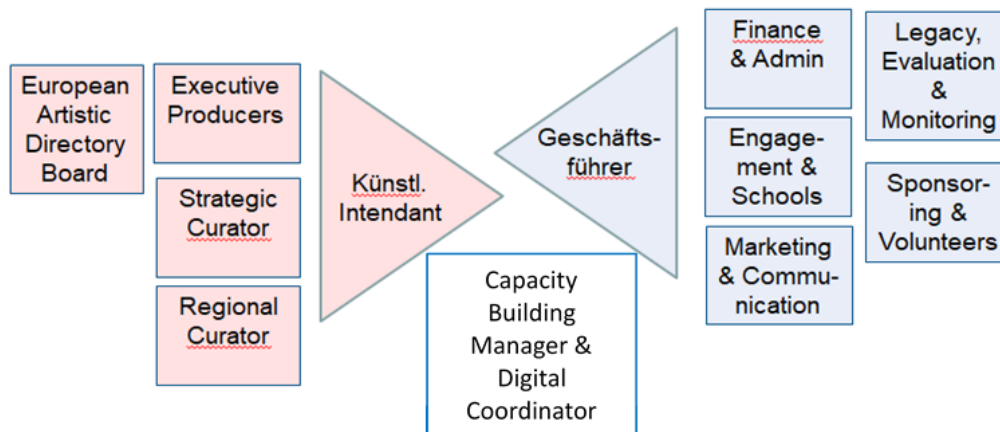 European
Artistic
Directory
Board
Executive
Producers
Strategic
Curator
Regional
Curator
Künstl.
Intendant
Geschäfts-
führer
Capacity
Building
Manager &
Digital
Coordinator
Finance
& Admin
Engage-
ment &
Schools
Marketing
& Commu-
nication
Legacy,
Evaluation
&
Monitoring
Sponsor-
ing &
Volunteers